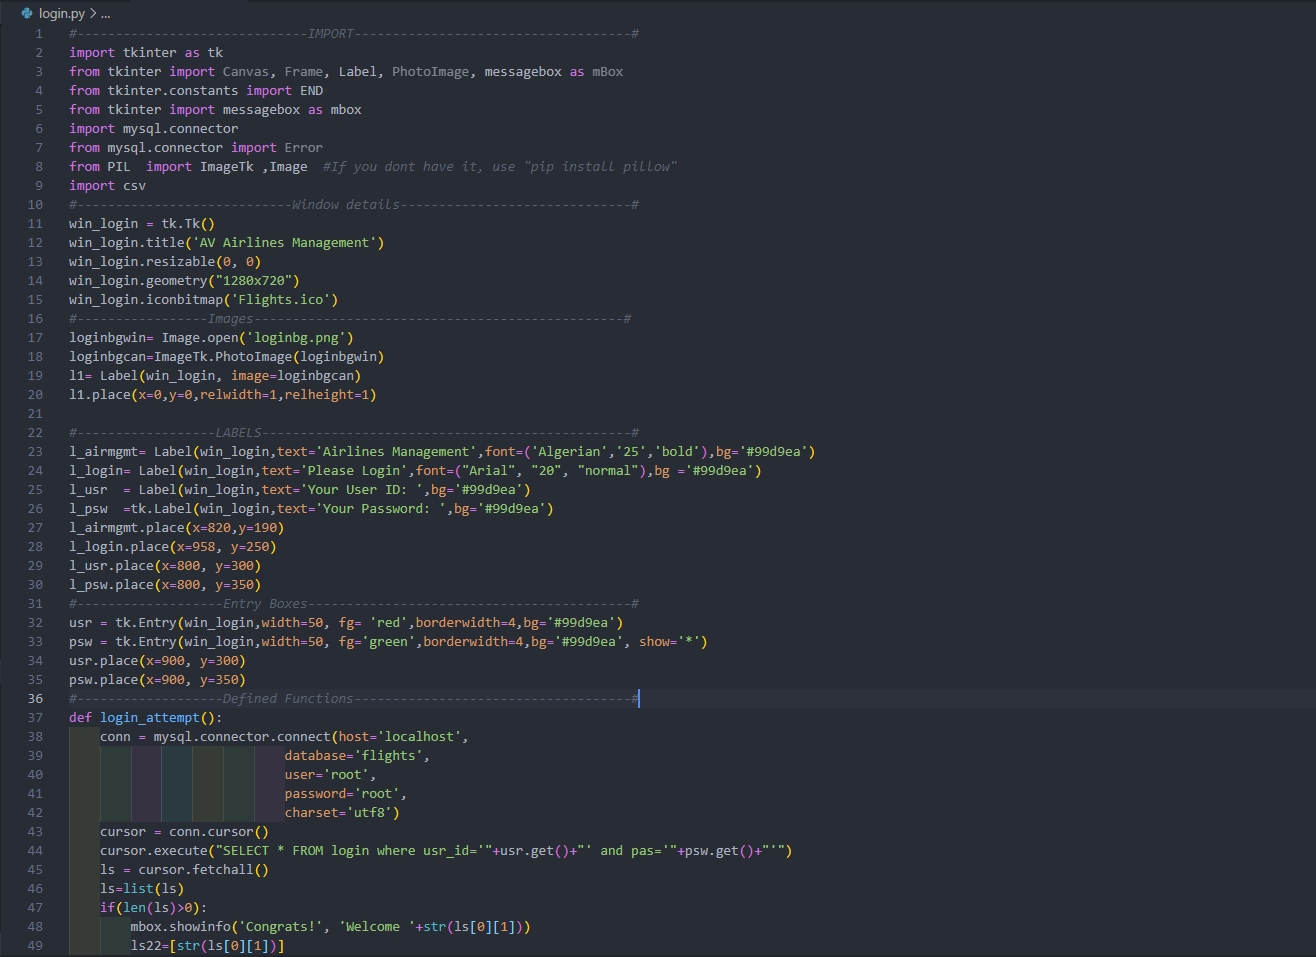 login.py > ...
1 #------------------------------IMPORT------------------------------------#
2 import tkinter as tk
3 from tkinter import Canvas, Frame, Label, PhotoImage, messagebox as mBox
4 from tkinter.constants import END
5 from tkinter import messagebox as mbox
6 import mysql.connector
7 from mysql.connector import Error
8 from PIL  import ImageTk ,Image  #If you dont have it, use "pip install pillow"
9 import csv
10 #----------------------------Window details------------------------------#
11 win_login = tk.Tk()
12 win_login.title('AV Airlines Management')
13 win_login.resizable(0, 0)
14 win_login.geometry("1280x720")
15 win_login.iconbitmap('Flights.ico')
16 #-----------------Images------------------------------------------------#
17 loginbgwin= Image.open('loginbg.png')
18 loginbgcan=ImageTk.PhotoImage(loginbgwin)
19 l1= Label(win_login, image=loginbgcan)
20 l1.place(x=0,y=0,relwidth=1,relheight=1)
21
22 #------------------LABELS------------------------------------------------#
23 l_airmgmt= Label(win_login,text='Airlines Management',font=('Algerian','25','bold'),bg='#99d9ea')
24 l_login= Label(win_login,text='Please Login',font=("Arial", "20", "normal"),bg ='#99d9ea')
25 l_usr  = Label(win_login,text='Your User ID: ',bg='#99d9ea')
26 l_psw  =tk.Label(win_login,text='Your Password: ',bg='#99d9ea')
27 l_airmgmt.place(x=820,y=190)
28 l_login.place(x=958, y=250)
29 l_usr.place(x=800, y=300)
30 l_psw.place(x=800, y=350)
31 #-------------------Entry Boxes------------------------------------------#
32 usr = tk.Entry(win_login,width=50, fg= 'red',borderwidth=4,bg='#99d9ea')
33 psw = tk.Entry(win_login,width=50, fg='green',borderwidth=4,bg='#99d9ea', show='*')
34 usr.place(x=900, y=300)
35 psw.place(x=900, y=350)
36 #-------------------Defined Functions------------------------------------#
37 def login_attempt():
38     conn = mysql.connector.connect(host='localhost',
39                             database='flights',
40                             user='root',
41                             password='root',
42                             charset='utf8')
43     cursor = conn.cursor()
44     cursor.execute("SELECT * FROM login where usr_id='"+usr.get()+"' and pas='"+psw.get()+"'")
45     ls = cursor.fetchall()
46     ls=list(ls)
47     if(len(ls)>0):
48         mbox.showinfo('Congrats!', 'Welcome '+str(ls[0][1]))
49         ls22=[str(ls[0][1])]